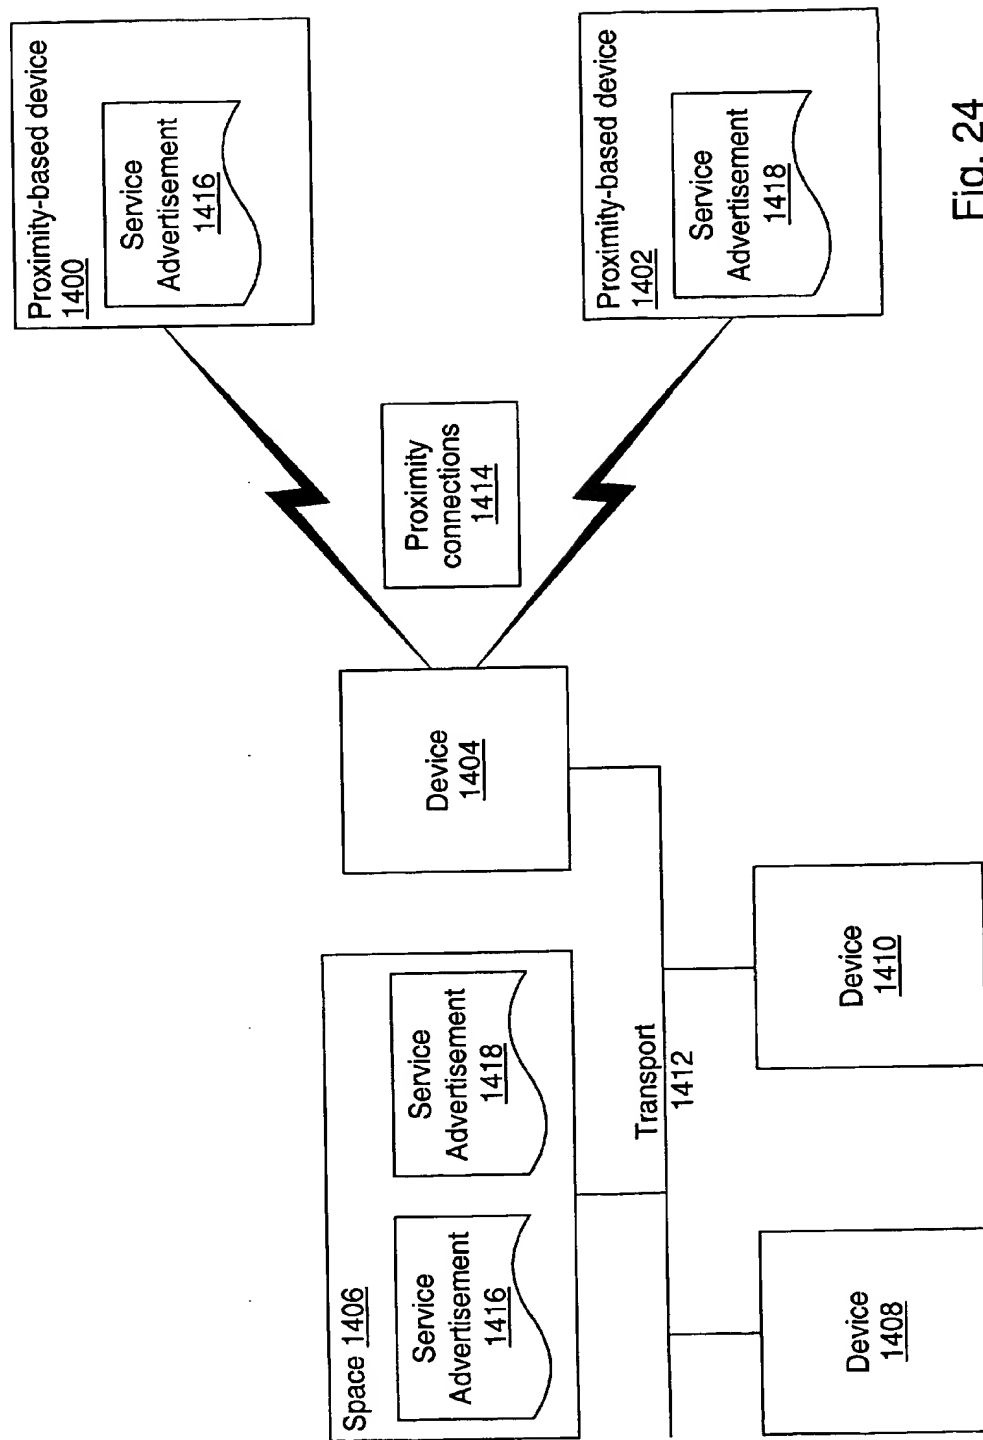 Proximity-based device
1400
Service
Advertisement
1416
Proximity-based device
1402
Service
Advertisement
1418
Proximity
connections
1414
Device
1404
Space 1406
Service
Advertisement
1416
Service
Advertisement
1418
Transport
1412
Device
1408
Device
1410
Fig. 24